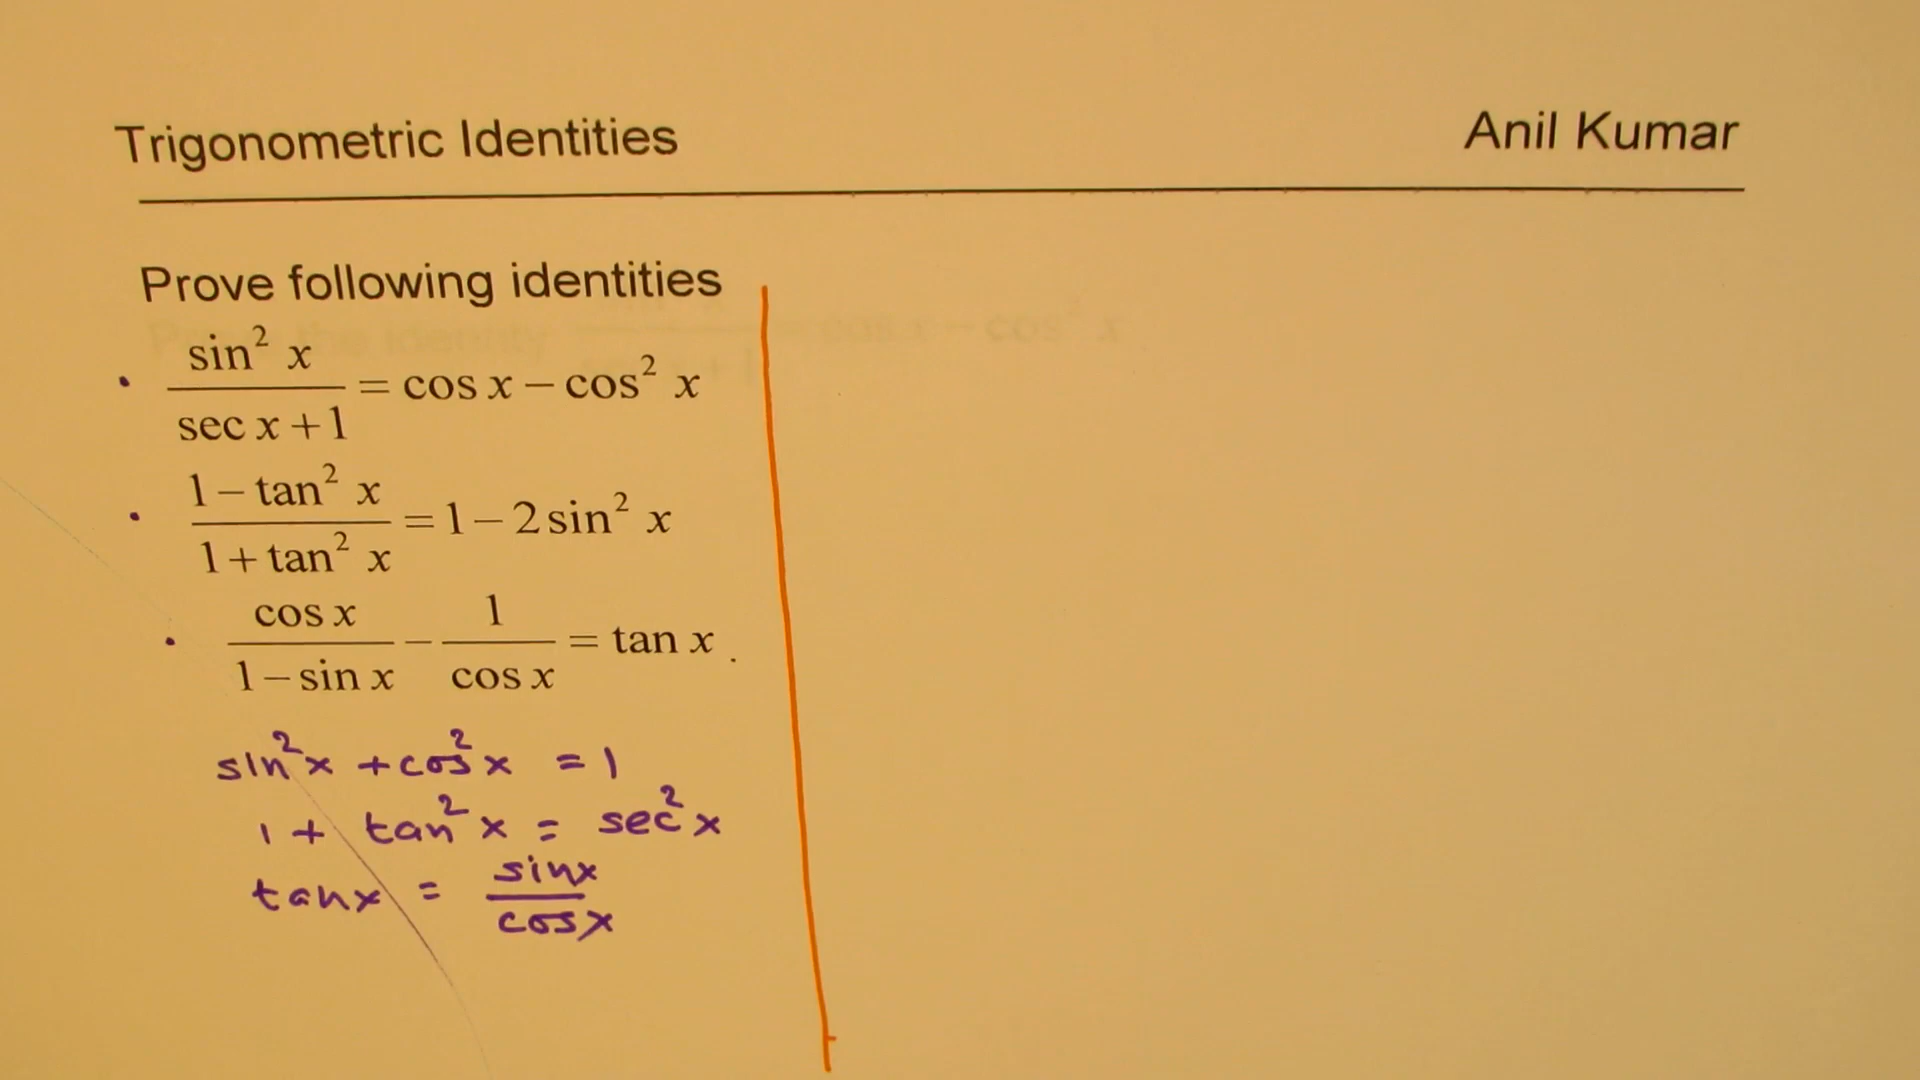 Trigonometric Identities
Anil Kumar
Prove following identities
• sin² x / (sec x + 1) = cos x − cos² x
• (1 − tan² x) / (1 + tan² x) = 1 − 2 sin² x
• cos x / (1 − sin x) − 1 / cos x = tan x .
sin²x + cos²x = 1
1 + tan²x = sec²x
tanx = sinx / cosx